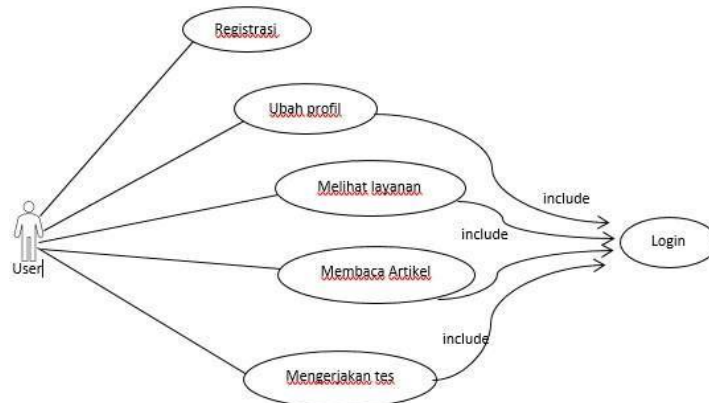 Registrasi
Ubah profil
Melihat layanan
include
include
Login
User
Membaca Artikel
include
Mengerjakan tes